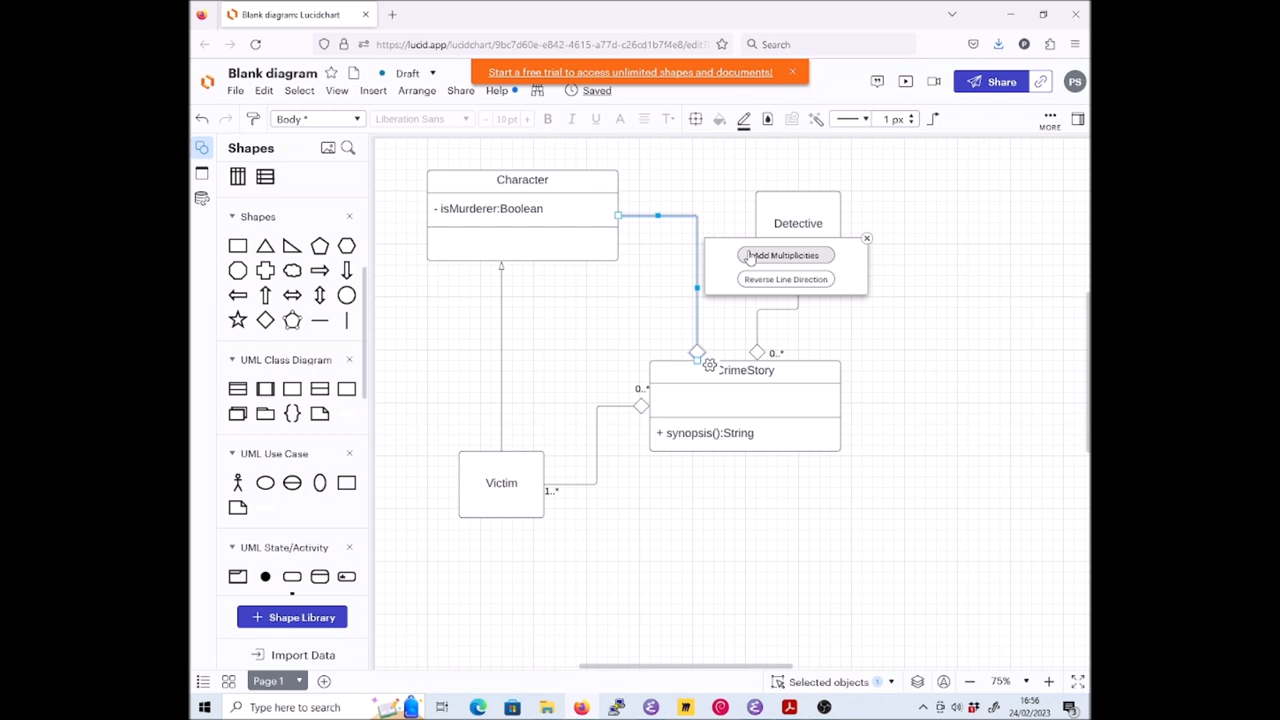 Blank diagram: Lucidchart
https://lucid.app/lucidchart/9bc7d60e-e842-4615-a77d-c26cd1b7f4e8/edit?
Search
Blank diagram
Draft
Start a free trial to access unlimited shapes and documents!
File Edit Select View Insert Arrange Share Help Saved
Share
PS
Body *
Liberation Sans
10 pt
B I U A T
1 px
MORE
Shapes
Shapes
UML Class Diagram
UML Use Case
UML State/Activity
+ Shape Library
Import Data
Character
- isMurderer:Boolean
Detective
Add Multiplicities
Reverse Line Direction
0..*
CrimeStory
+ synopsis():String
0..*
Victim
1..*
Page 1
Selected objects 1
75%
Type here to search
16:56
24/02/2023